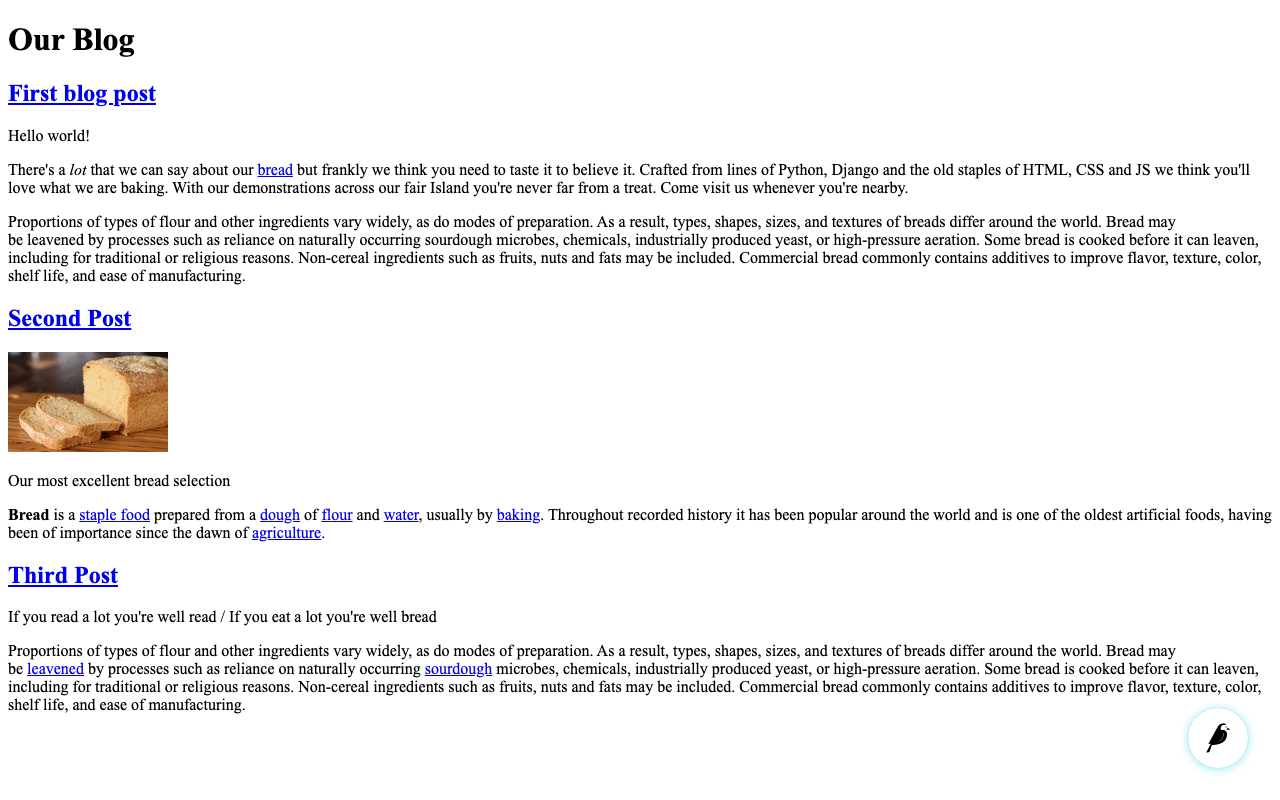 Our Blog
First blog post
Hello world!
There's a lot that we can say about our bread but frankly we think you need to taste it to believe it. Crafted from lines of Python, Django and the old staples of HTML, CSS and JS we think you'll
love what we are baking. With our demonstrations across our fair Island you're never far from a treat. Come visit us whenever you're nearby.
Proportions of types of flour and other ingredients vary widely, as do modes of preparation. As a result, types, shapes, sizes, and textures of breads differ around the world. Bread may
be leavened by processes such as reliance on naturally occurring sourdough microbes, chemicals, industrially produced yeast, or high-pressure aeration. Some bread is cooked before it can leaven,
including for traditional or religious reasons. Non-cereal ingredients such as fruits, nuts and fats may be included. Commercial bread commonly contains additives to improve flavor, texture, color,
shelf life, and ease of manufacturing.
Second Post
Our most excellent bread selection
Bread is a staple food prepared from a dough of flour and water, usually by baking. Throughout recorded history it has been popular around the world and is one of the oldest artificial foods, having
been of importance since the dawn of agriculture.
Third Post
If you read a lot you're well read / If you eat a lot you're well bread
Proportions of types of flour and other ingredients vary widely, as do modes of preparation. As a result, types, shapes, sizes, and textures of breads differ around the world. Bread may
be leavened by processes such as reliance on naturally occurring sourdough microbes, chemicals, industrially produced yeast, or high-pressure aeration. Some bread is cooked before it can leaven,
including for traditional or religious reasons. Non-cereal ingredients such as fruits, nuts and fats may be included. Commercial bread commonly contains additives to improve flavor, texture, color,
shelf life, and ease of manufacturing.